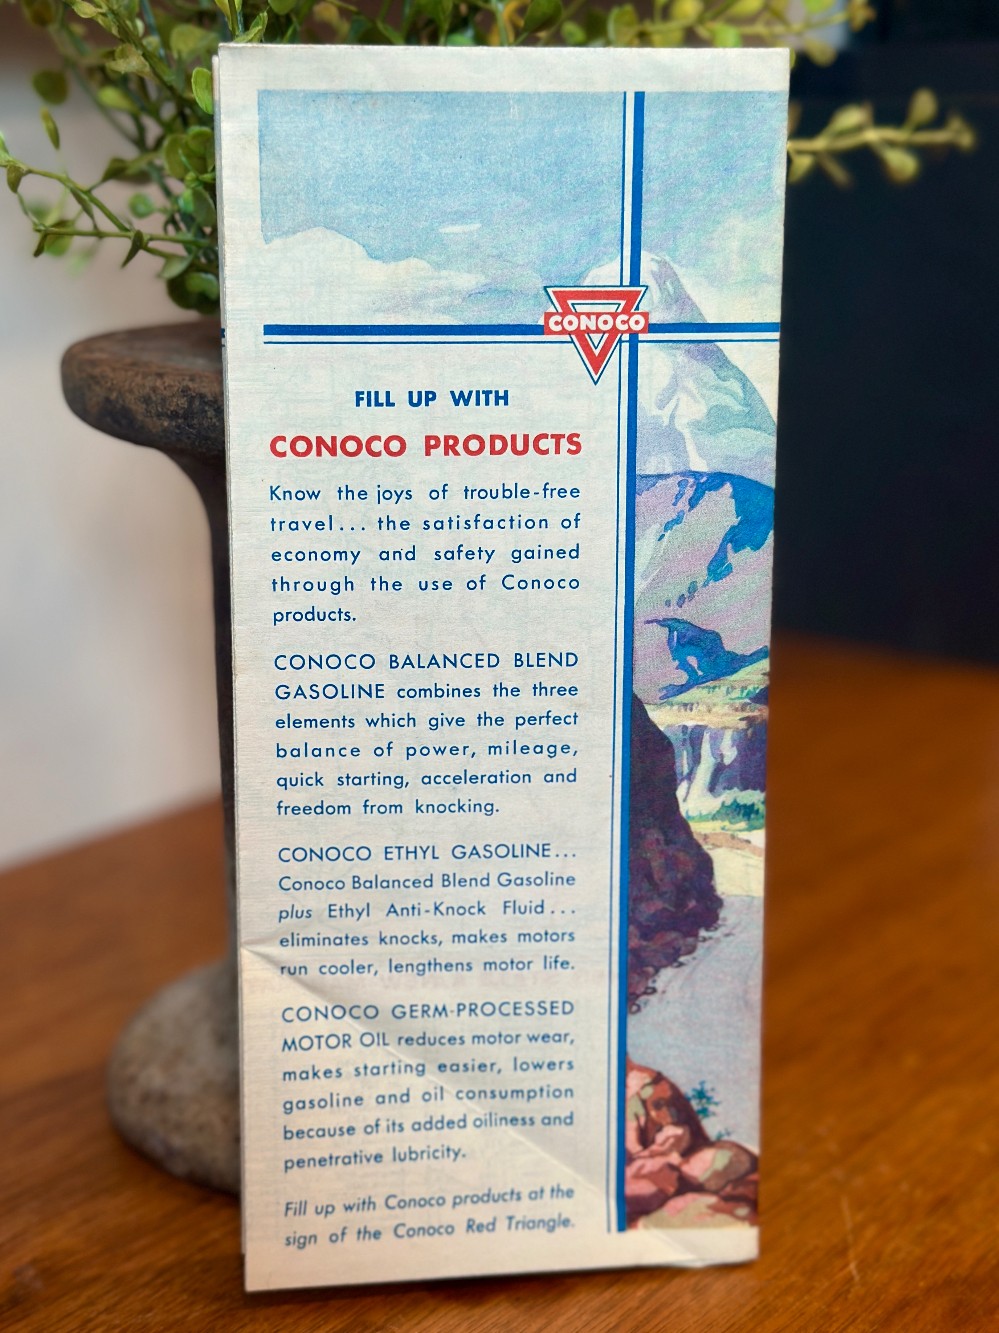 CONOCO
FILL UP WITH
CONOCO PRODUCTS
Know the joys of trouble-free
travel... the satisfaction of
economy and safety gained
through the use of Conoco
products.
CONOCO BALANCED BLEND
GASOLINE combines the three
elements which give the perfect
balance of power, mileage,
quick starting, acceleration and
freedom from knocking.
CONOCO ETHYL GASOLINE...
Conoco Balanced Blend Gasoline
plus Ethyl Anti-Knock Fluid...
eliminates knocks, makes motors
run cooler, lengthens motor life.
CONOCO GERM-PROCESSED
MOTOR OIL reduces motor wear,
makes starting easier, lowers
gasoline and oil consumption
because of its added oiliness and
penetrative lubricity.
Fill up with Conoco products at the
sign of the Conoco Red Triangle.